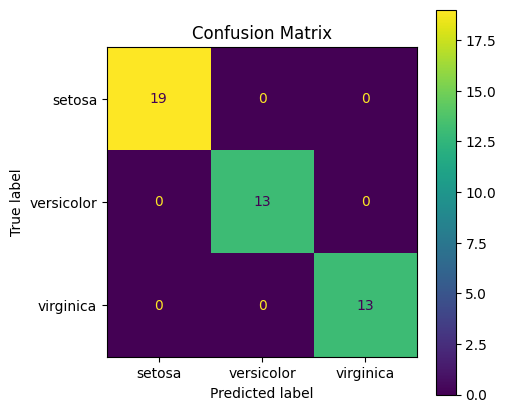 Confusion Matrix
True label
setosa
versicolor
virginica
19 0 0
0 13 0
0 0 13
setosa versicolor virginica
Predicted label
17.5
15.0
12.5
10.0
7.5
5.0
2.5
0.0